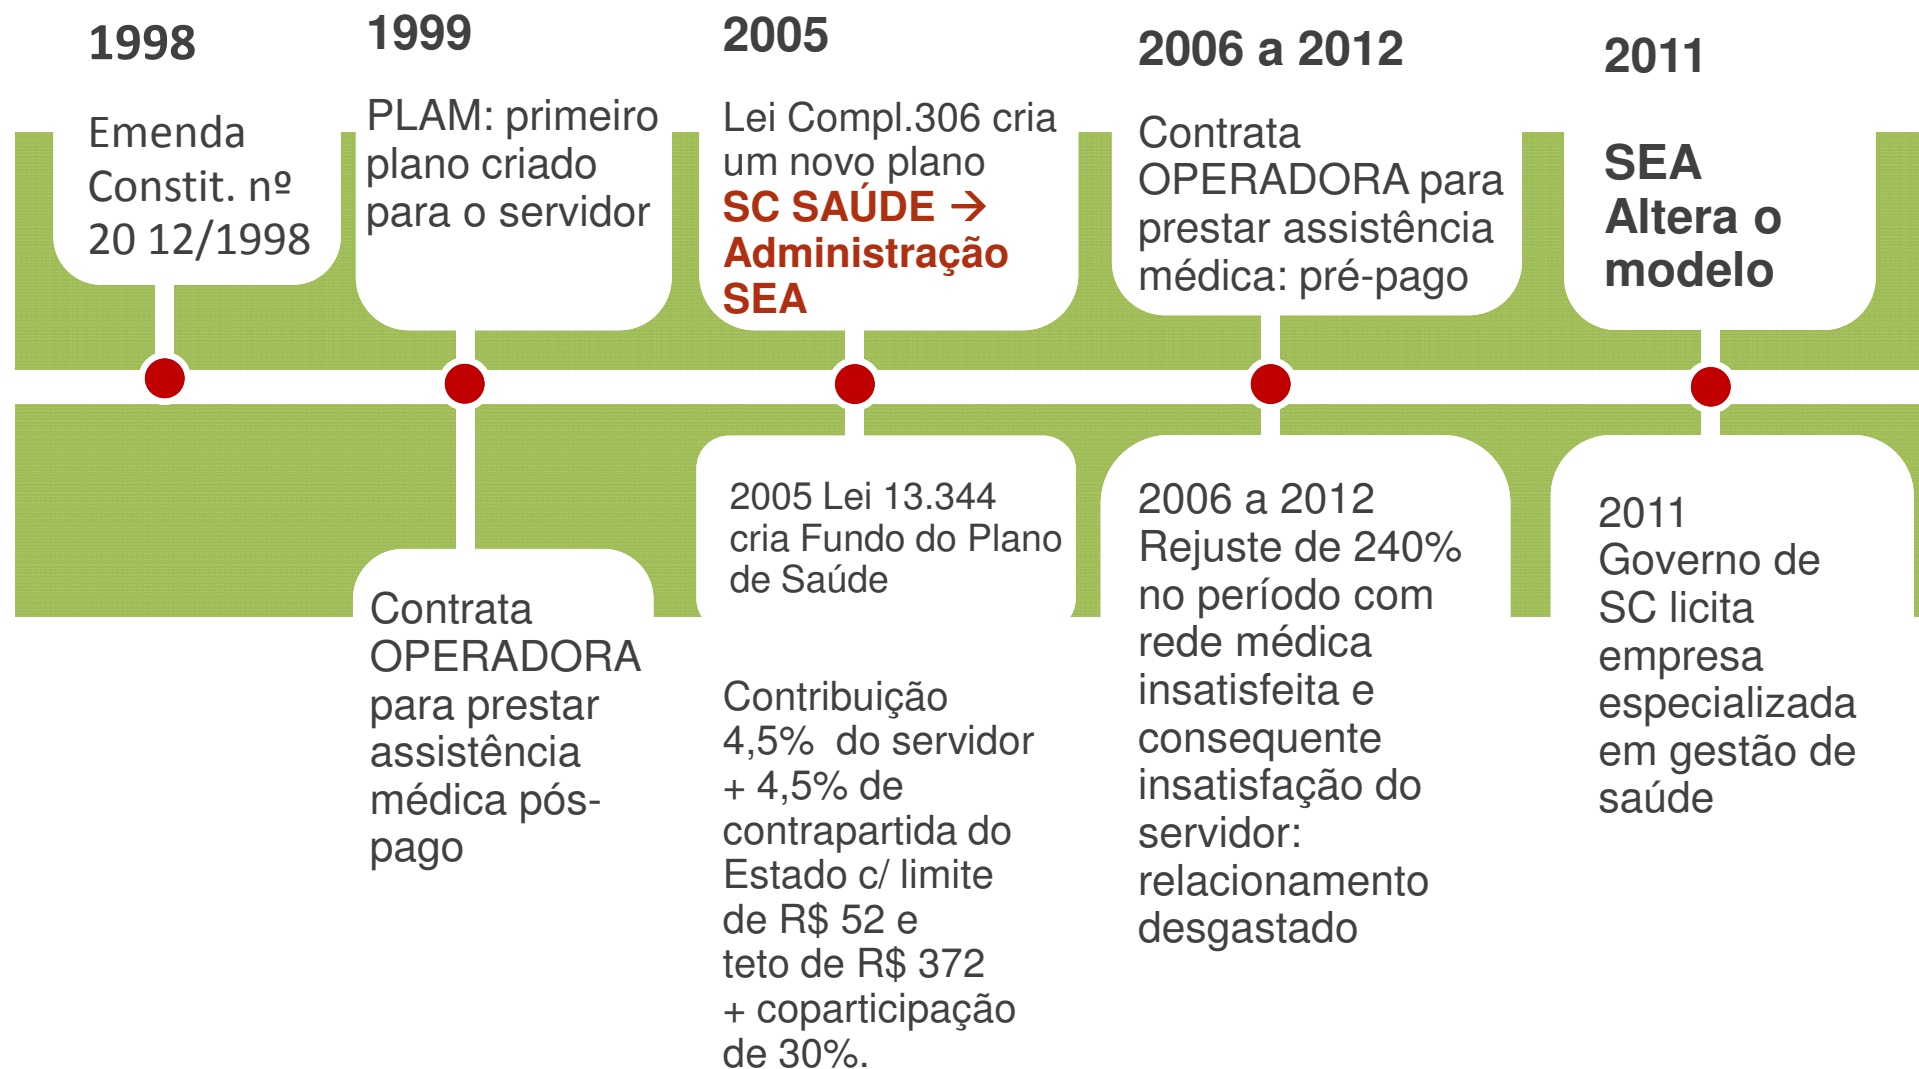 1998
Emenda
Constit. nº
20 12/1998
1999
PLAM: primeiro
plano criado
para o servidor
Contrata
OPERADORA
para prestar
assistência
médica pós-
pago
2005
Lei Compl.306 cria
um novo plano
SC SAÚDE →
Administração
SEA
2005 Lei 13.344
cria Fundo do Plano
de Saúde
Contribuição
4,5% do servidor
+ 4,5% de
contrapartida do
Estado c/ limite
de R$ 52 e
teto de R$ 372
+ coparticipação
de 30%.
2006 a 2012
Contrata
OPERADORA para
prestar assistência
médica: pré-pago
2006 a 2012
Rejuste de 240%
no período com
rede médica
insatisfeita e
consequente
insatisfação do
servidor:
relacionamento
desgastado
2011
SEA
Altera o
modelo
2011
Governo de
SC licita
empresa
especializada
em gestão de
saúde